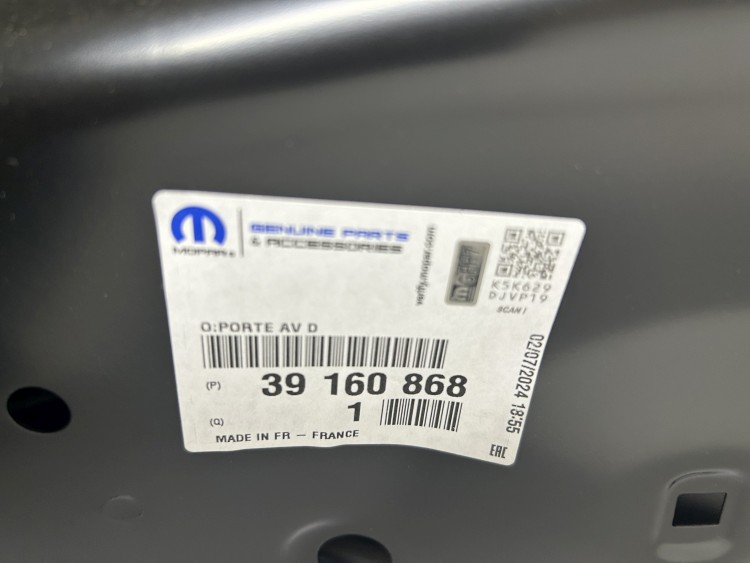 MOPAR
GENUINE PARTS
& ACCESSORIES
KSK629
DJVP19
SCAN!
O:PORTE AV D
(P) 39 160 868
(Q) 1
MADE IN FR – FRANCE
02/07/2024 18:55
EAC